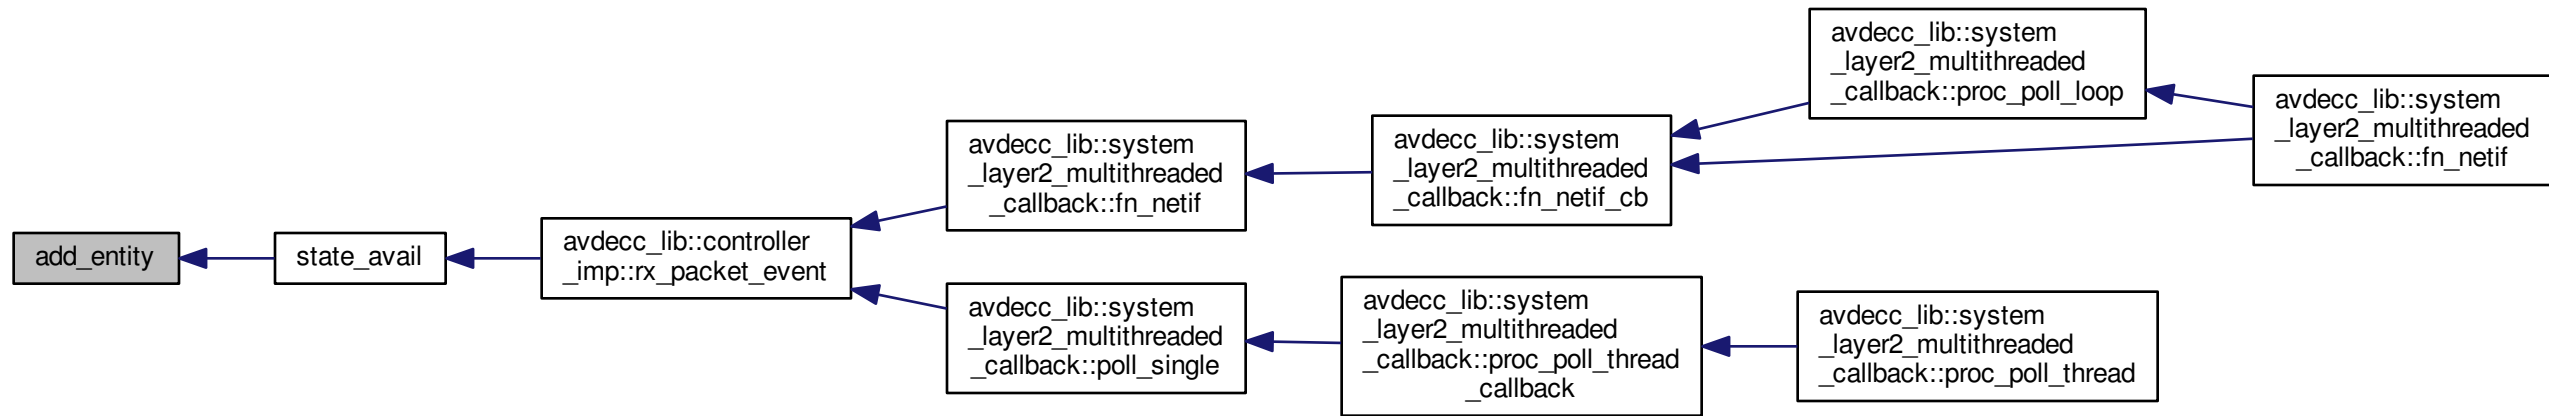 add_entity
state_avail
avdecc_lib::controller
_imp::rx_packet_event
avdecc_lib::system
_layer2_multithreaded
_callback::fn_netif
avdecc_lib::system
_layer2_multithreaded
_callback::poll_single
avdecc_lib::system
_layer2_multithreaded
_callback::fn_netif_cb
avdecc_lib::system
_layer2_multithreaded
_callback::proc_poll_thread
_callback
avdecc_lib::system
_layer2_multithreaded
_callback::proc_poll_loop
avdecc_lib::system
_layer2_multithreaded
_callback::proc_poll_thread
avdecc_lib::system
_layer2_multithreaded
_callback::fn_netif